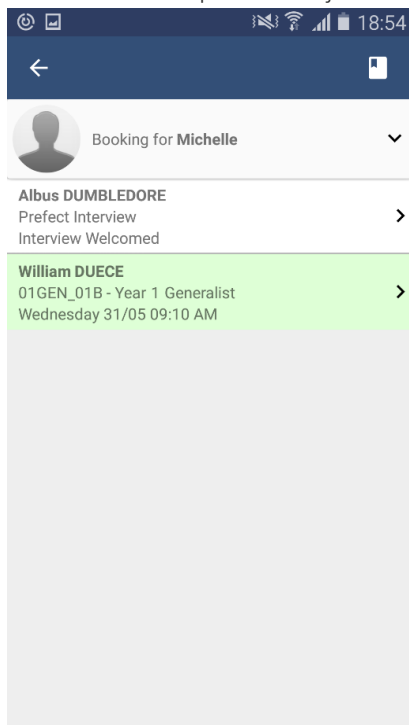 18:54
Booking for Michelle
Albus DUMBLEDORE
Prefect Interview
Interview Welcomed
William DUECE
01GEN_01B - Year 1 Generalist
Wednesday 31/05 09:10 AM